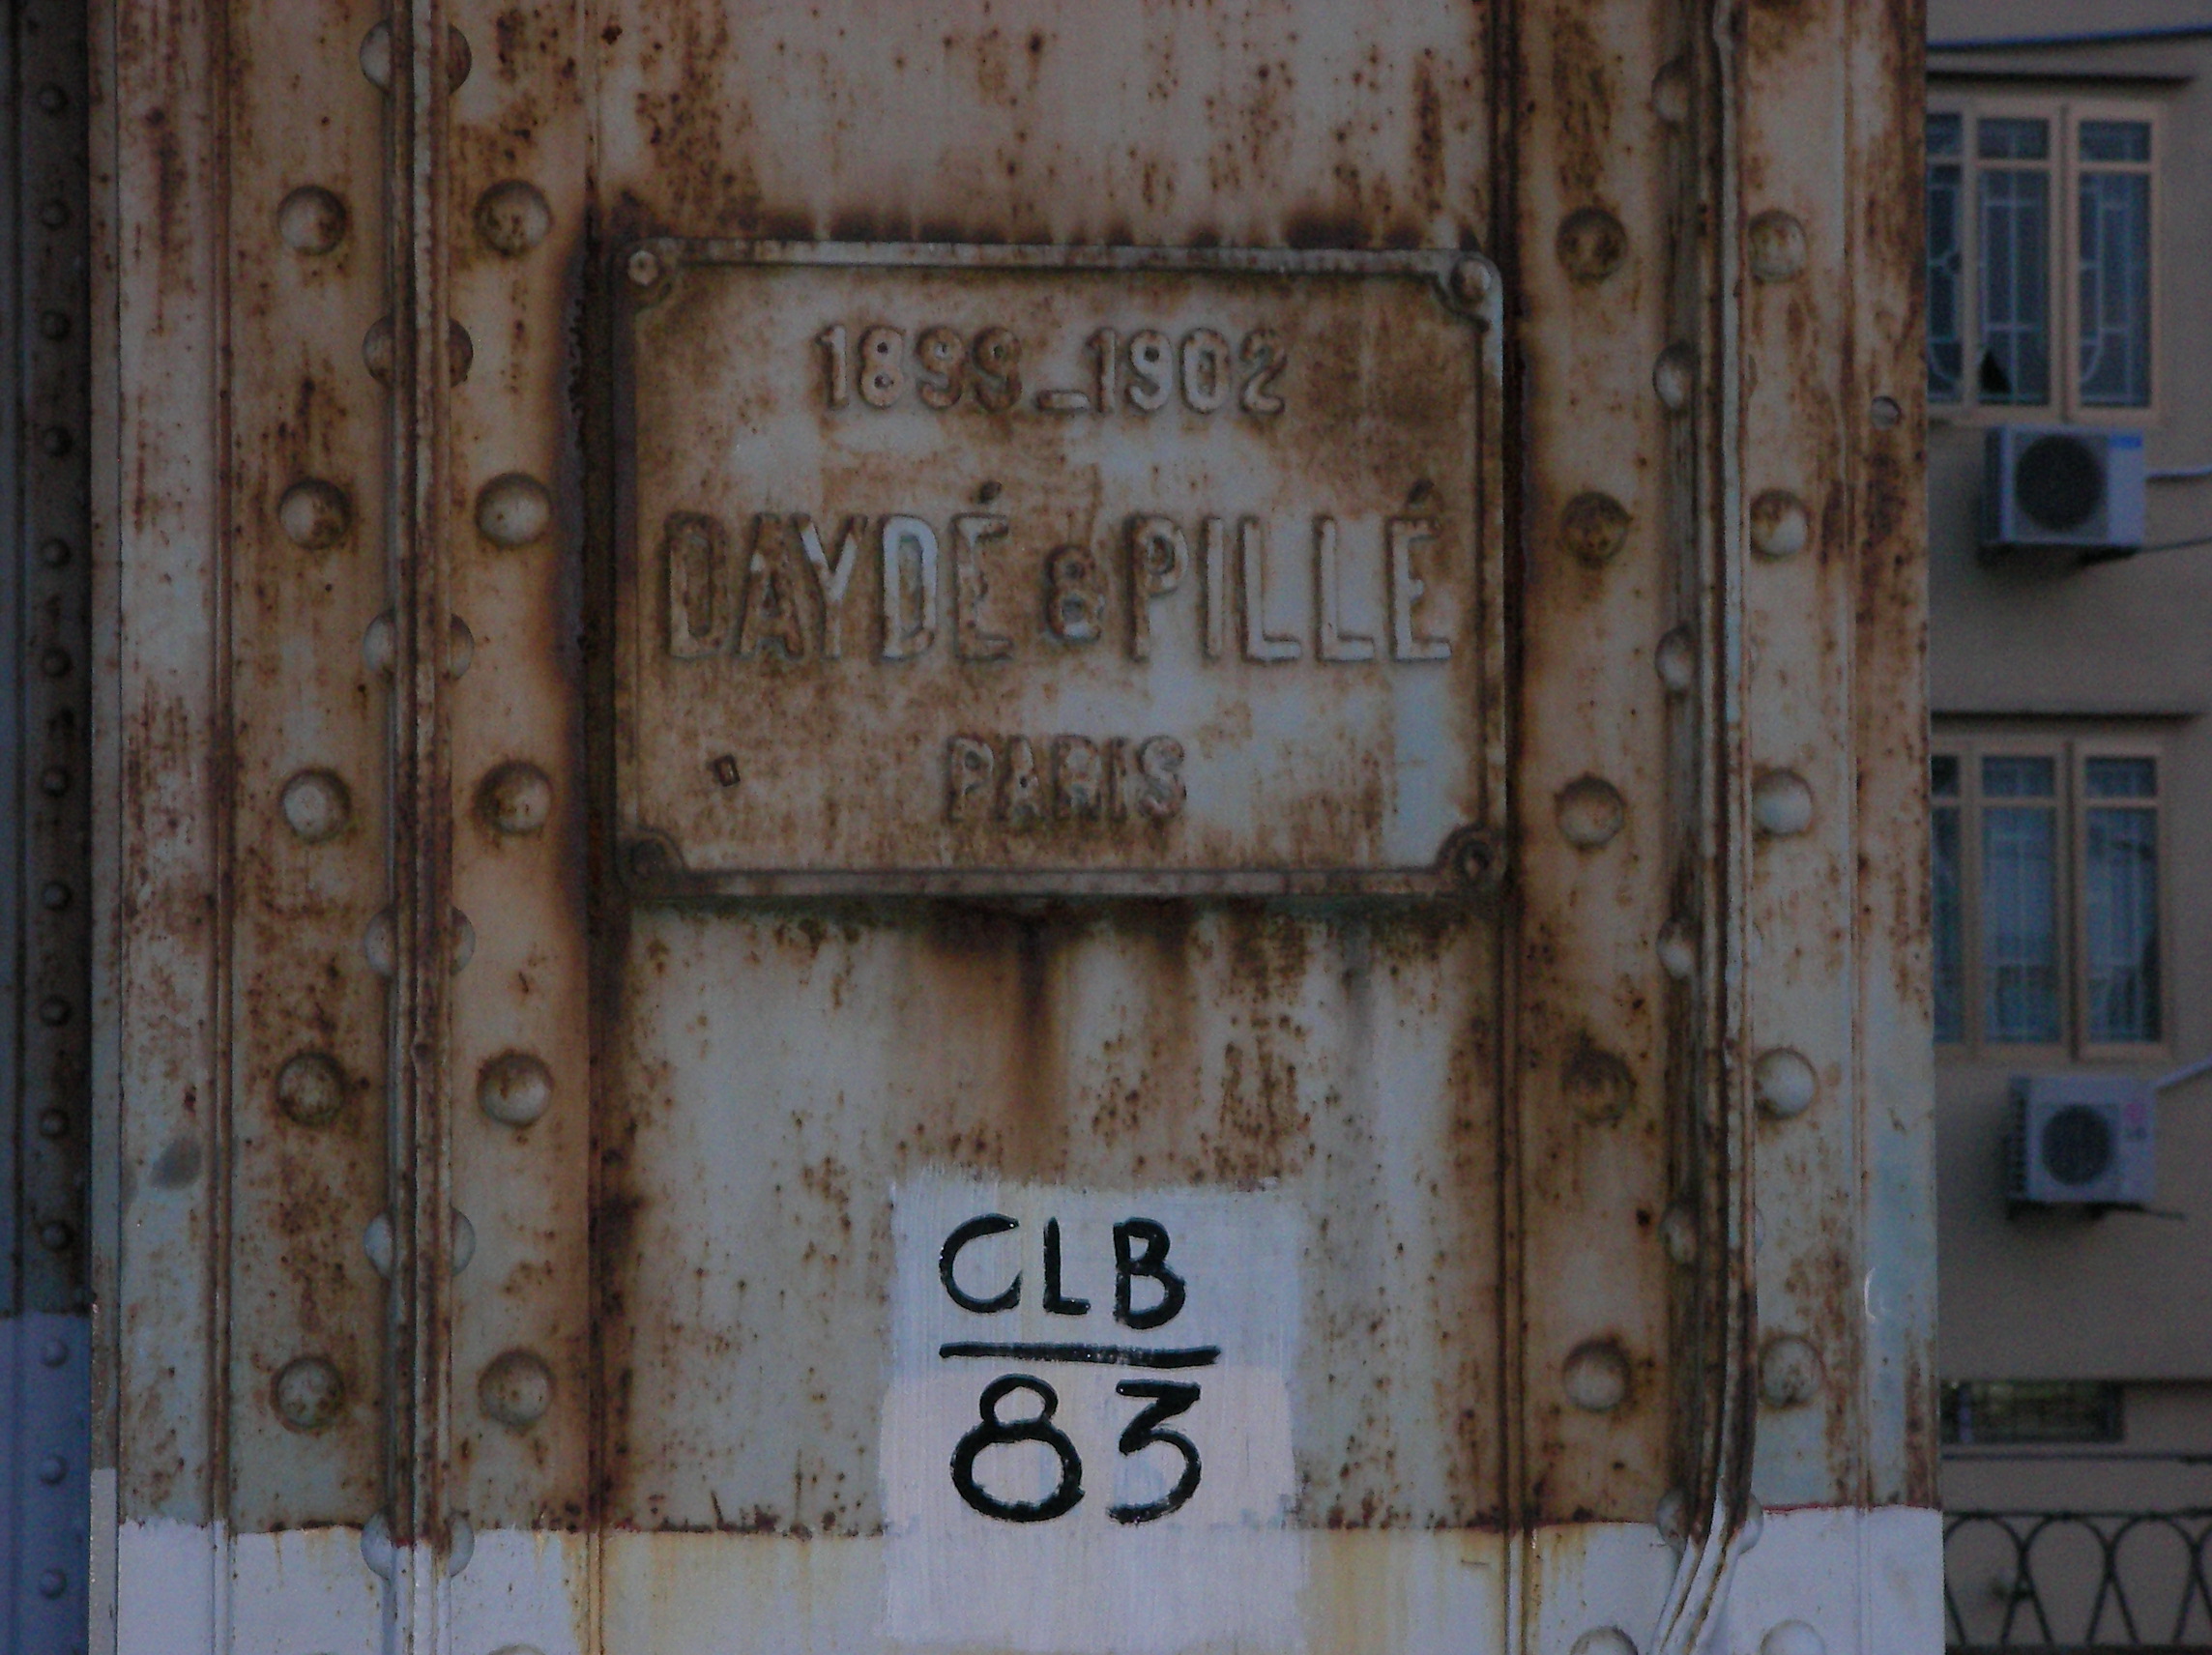 1899_1902
DAYDÉ & PILLÉ
PARIS
CLB
83